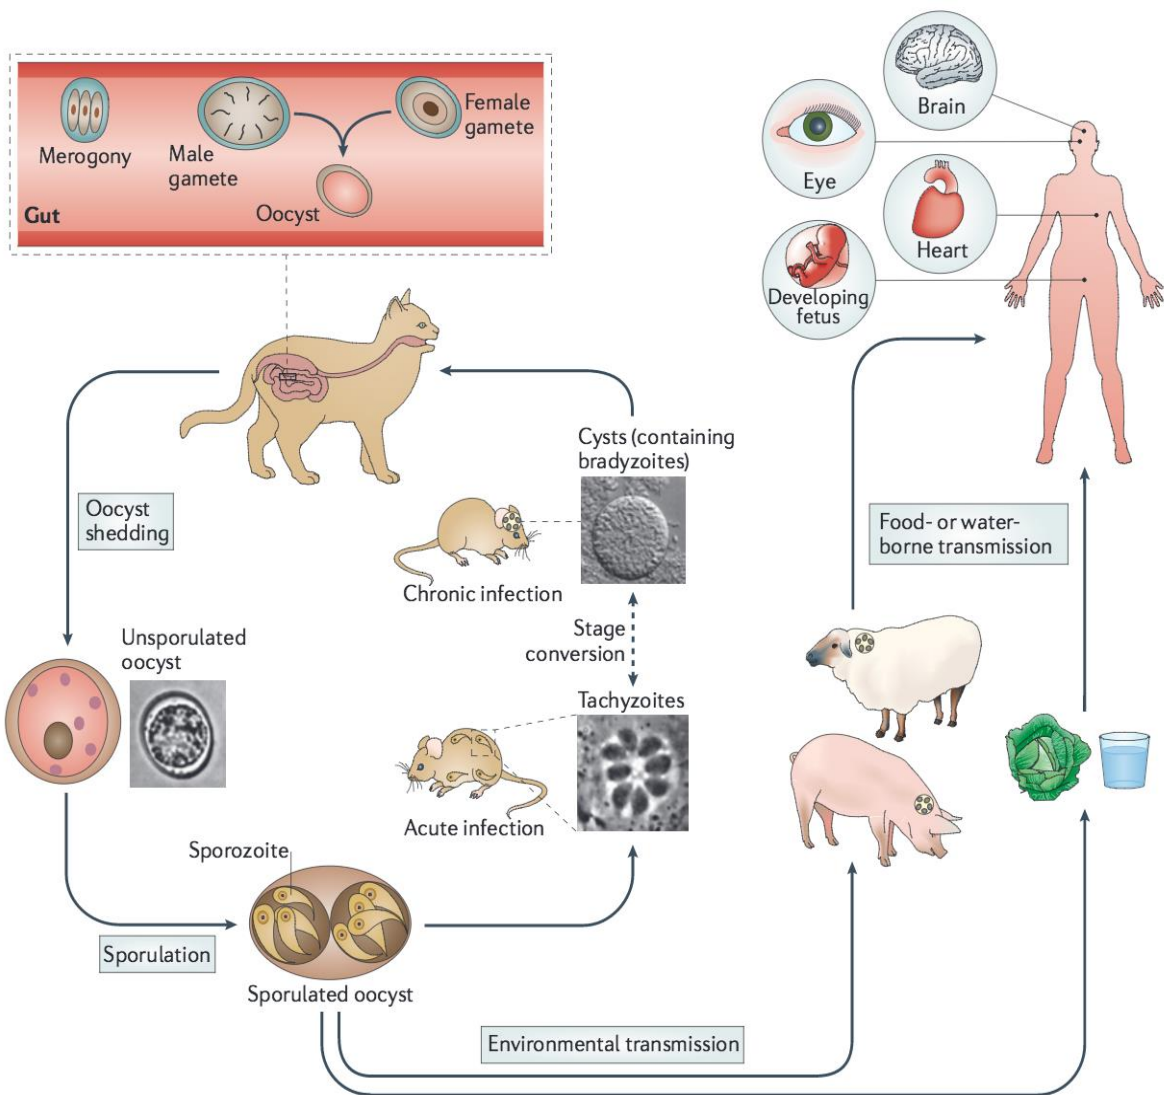 Merogony
Male
gamete
Female
gamete
Oocyst
Gut
Brain
Eye
Heart
Developing
fetus
Oocyst
shedding
Cysts (containing
bradyzoites)
Chronic infection
Stage
conversion
Food- or water-
borne transmission
Unsporulated
oocyst
Tachyzoites
Acute infection
Sporozoite
Sporulation
Sporulated oocyst
Environmental transmission